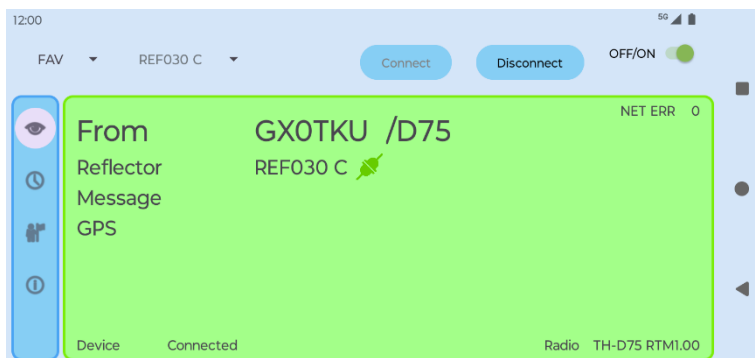 12:00 5G
FAV REF030 C Connect Disconnect OFF/ON
NET ERR 0
From GX0TKU /D75
Reflector REF030 C
Message
GPS
Device Connected Radio TH-D75 RTM1.00